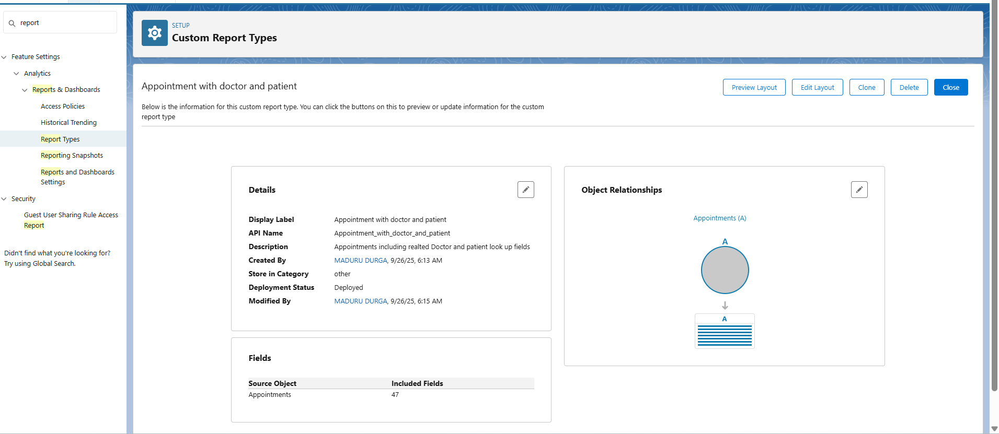 report
Feature Settings
Analytics
Reports & Dashboards
Access Policies
Historical Trending
Report Types
Reporting Snapshots
Reports and Dashboards
Settings
Security
Guest User Sharing Rule Access
Report
Didn't find what you're looking for?
Try using Global Search.
SETUP
Custom Report Types
Appointment with doctor and patient
Preview Layout
Edit Layout
Clone
Delete
Close
Below is the information for this custom report type. You can click the buttons on this to preview or update information for the custom
report type
Details
Display Label Appointment with doctor and patient
API Name Appointment_with_doctor_and_patient
Description Appointments including realted Doctor and patient look up fields
Created By MADURU DURGA, 9/26/25, 6:13 AM
Store in Category other
Deployment Status Deployed
Modified By MADURU DURGA, 9/26/25, 6:15 AM
Fields
Source Object Included Fields
Appointments 47
Object Relationships
Appointments (A)
A
A